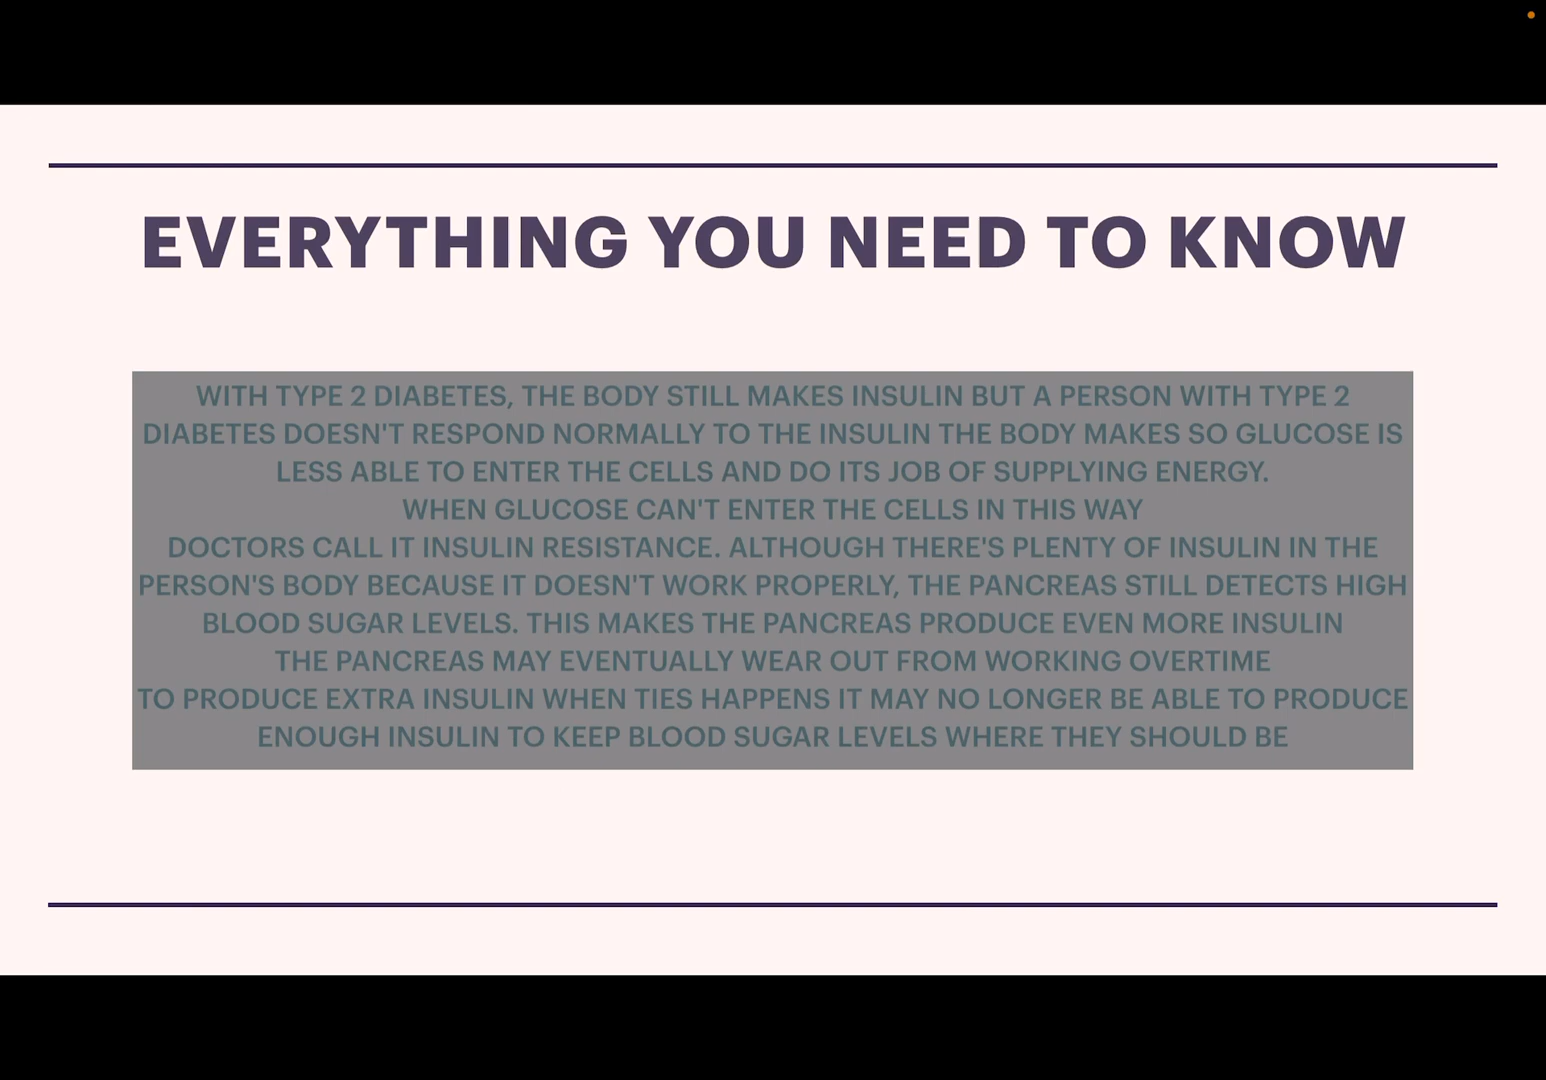 EVERYTHING YOU NEED TO KNOW
WITH TYPE 2 DIABETES, THE BODY STILL MAKES INSULIN BUT A PERSON WITH TYPE 2
DIABETES DOESN'T RESPOND NORMALLY TO THE INSULIN THE BODY MAKES SO GLUCOSE IS
LESS ABLE TO ENTER THE CELLS AND DO ITS JOB OF SUPPLYING ENERGY.
WHEN GLUCOSE CAN'T ENTER THE CELLS IN THIS WAY
DOCTORS CALL IT INSULIN RESISTANCE. ALTHOUGH THERE'S PLENTY OF INSULIN IN THE
PERSON'S BODY BECAUSE IT DOESN'T WORK PROPERLY, THE PANCREAS STILL DETECTS HIGH
BLOOD SUGAR LEVELS. THIS MAKES THE PANCREAS PRODUCE EVEN MORE INSULIN
THE PANCREAS MAY EVENTUALLY WEAR OUT FROM WORKING OVERTIME
TO PRODUCE EXTRA INSULIN WHEN TIES HAPPENS IT MAY NO LONGER BE ABLE TO PRODUCE
ENOUGH INSULIN TO KEEP BLOOD SUGAR LEVELS WHERE THEY SHOULD BE